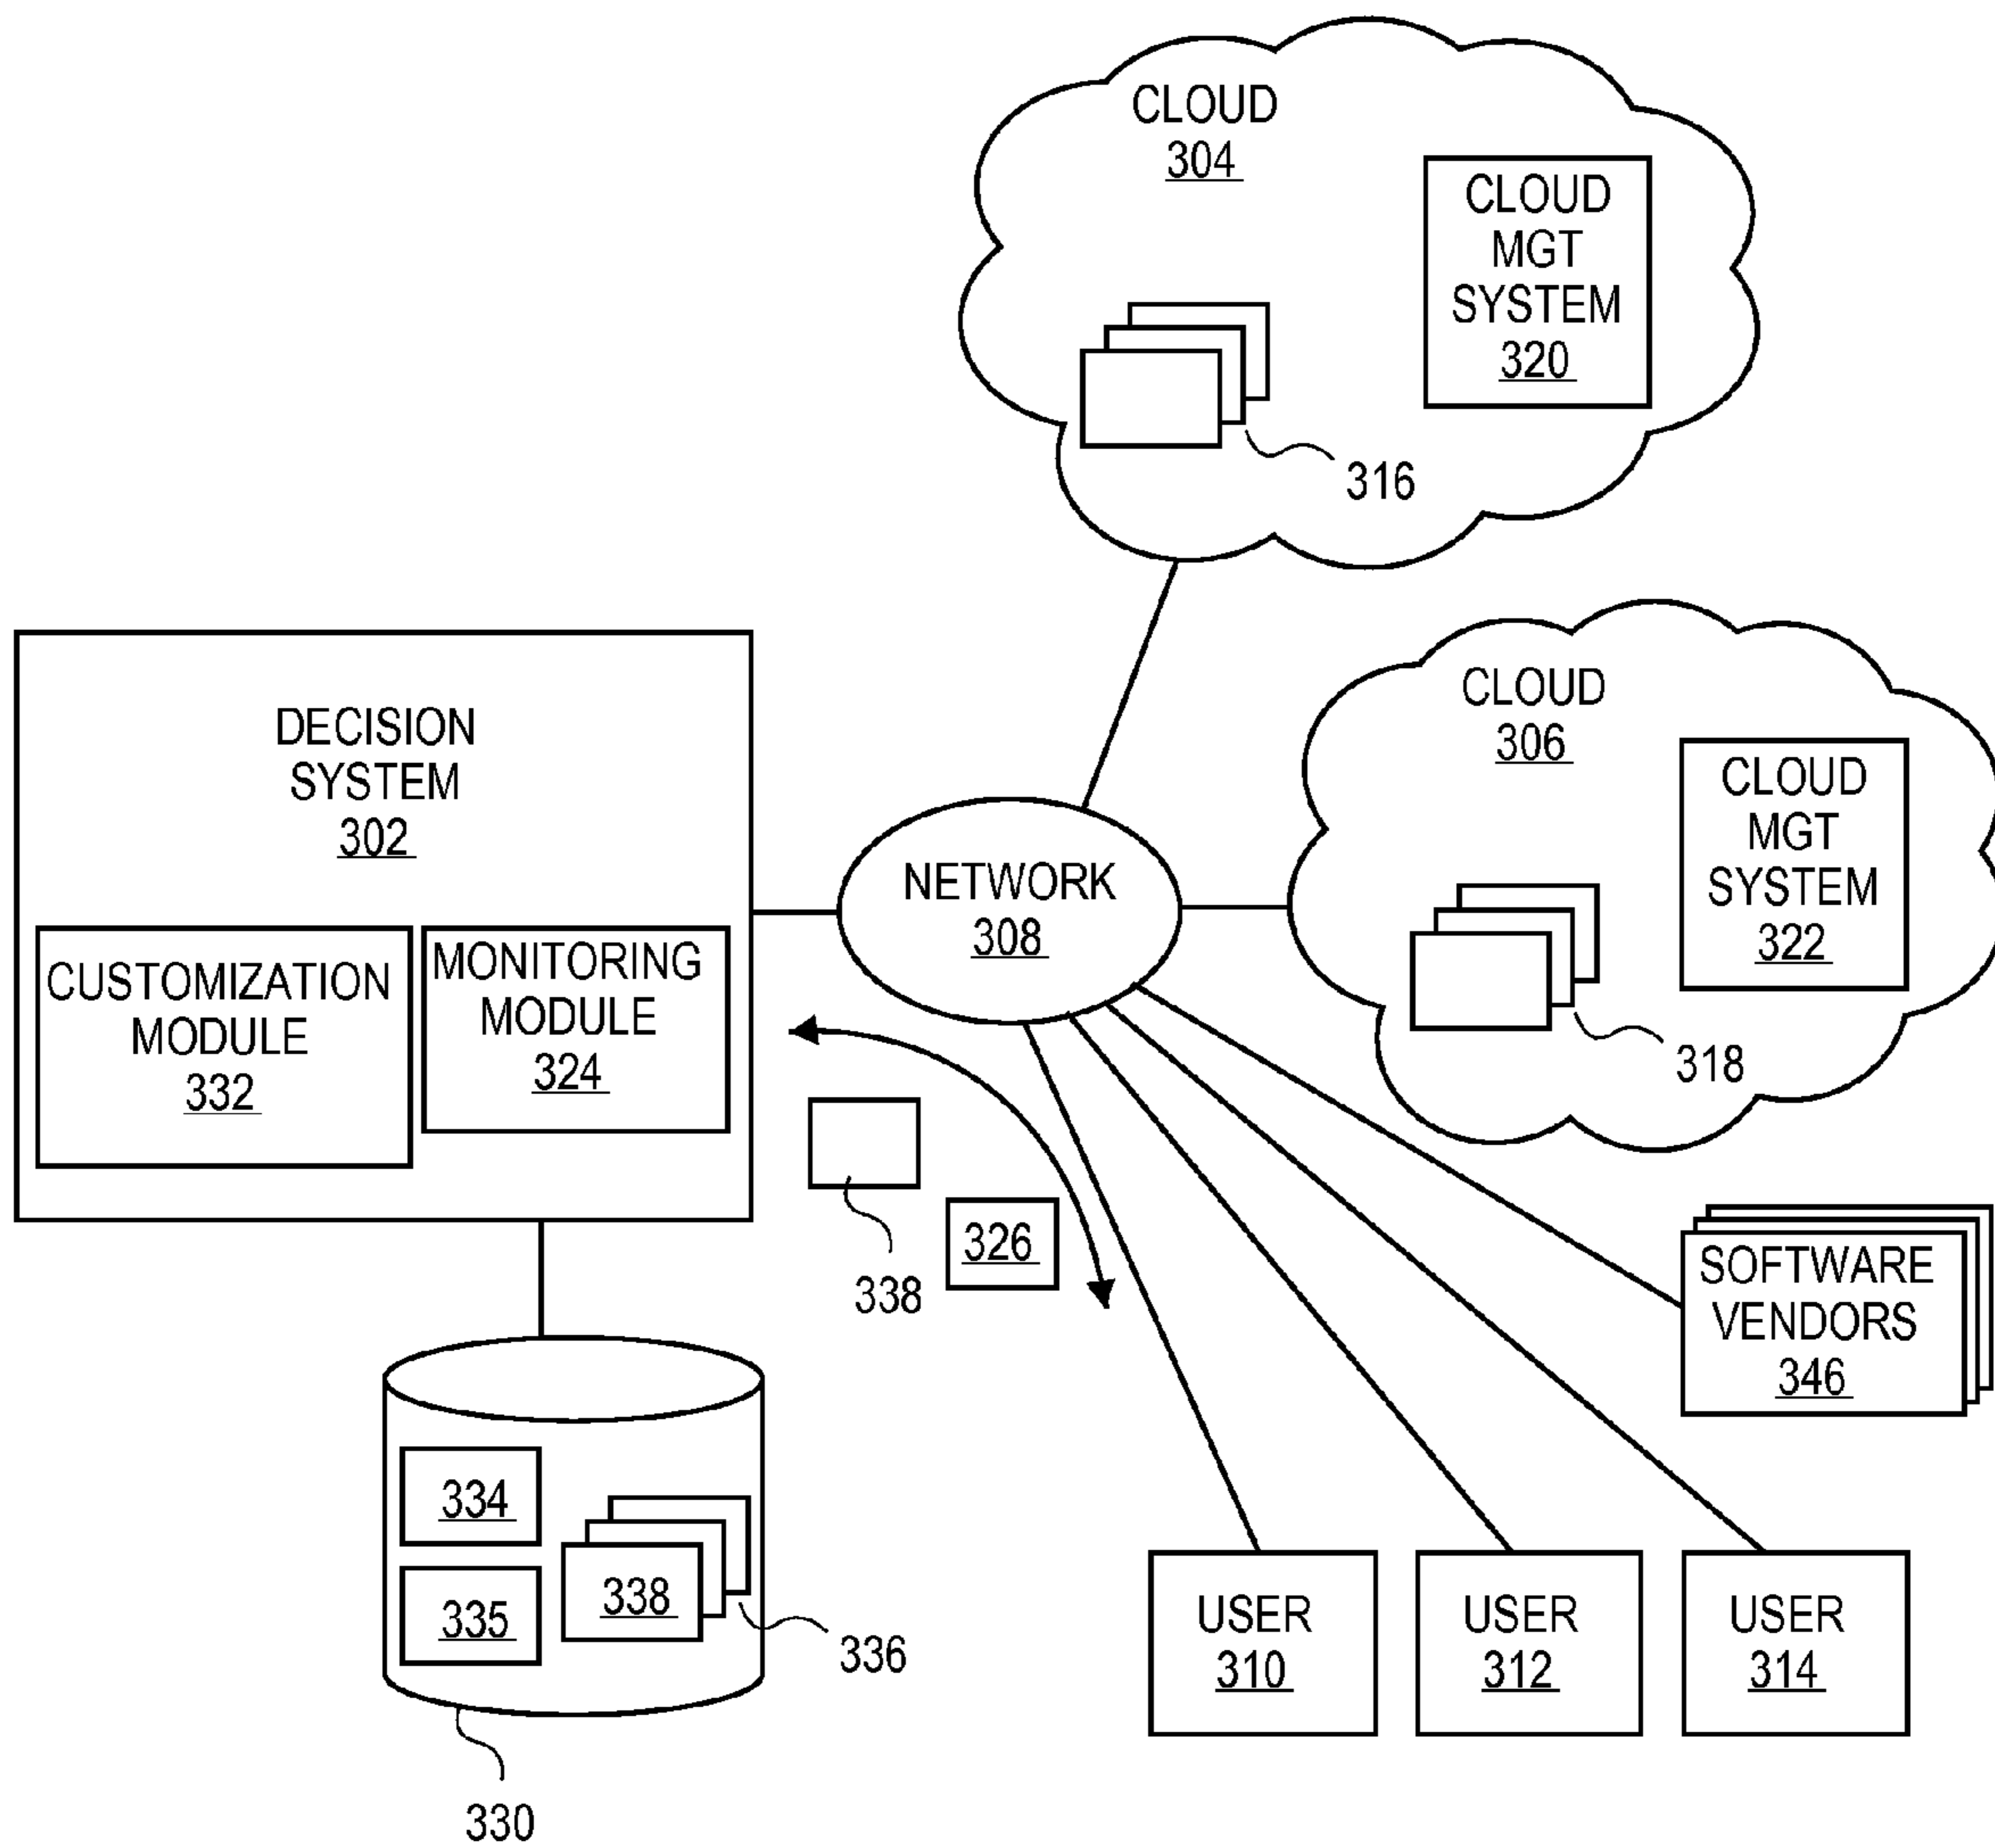 CLOUD
304
CLOUD
MGT
SYSTEM
320
316
CLOUD
306
CLOUD
MGT
SYSTEM
322
318
DECISION
SYSTEM
302
CUSTOMIZATION
MODULE
332
MONITORING
MODULE
324
NETWORK
308
338
326
SOFTWARE
VENDORS
346
334
335
338
336
330
USER
310
USER
312
USER
314